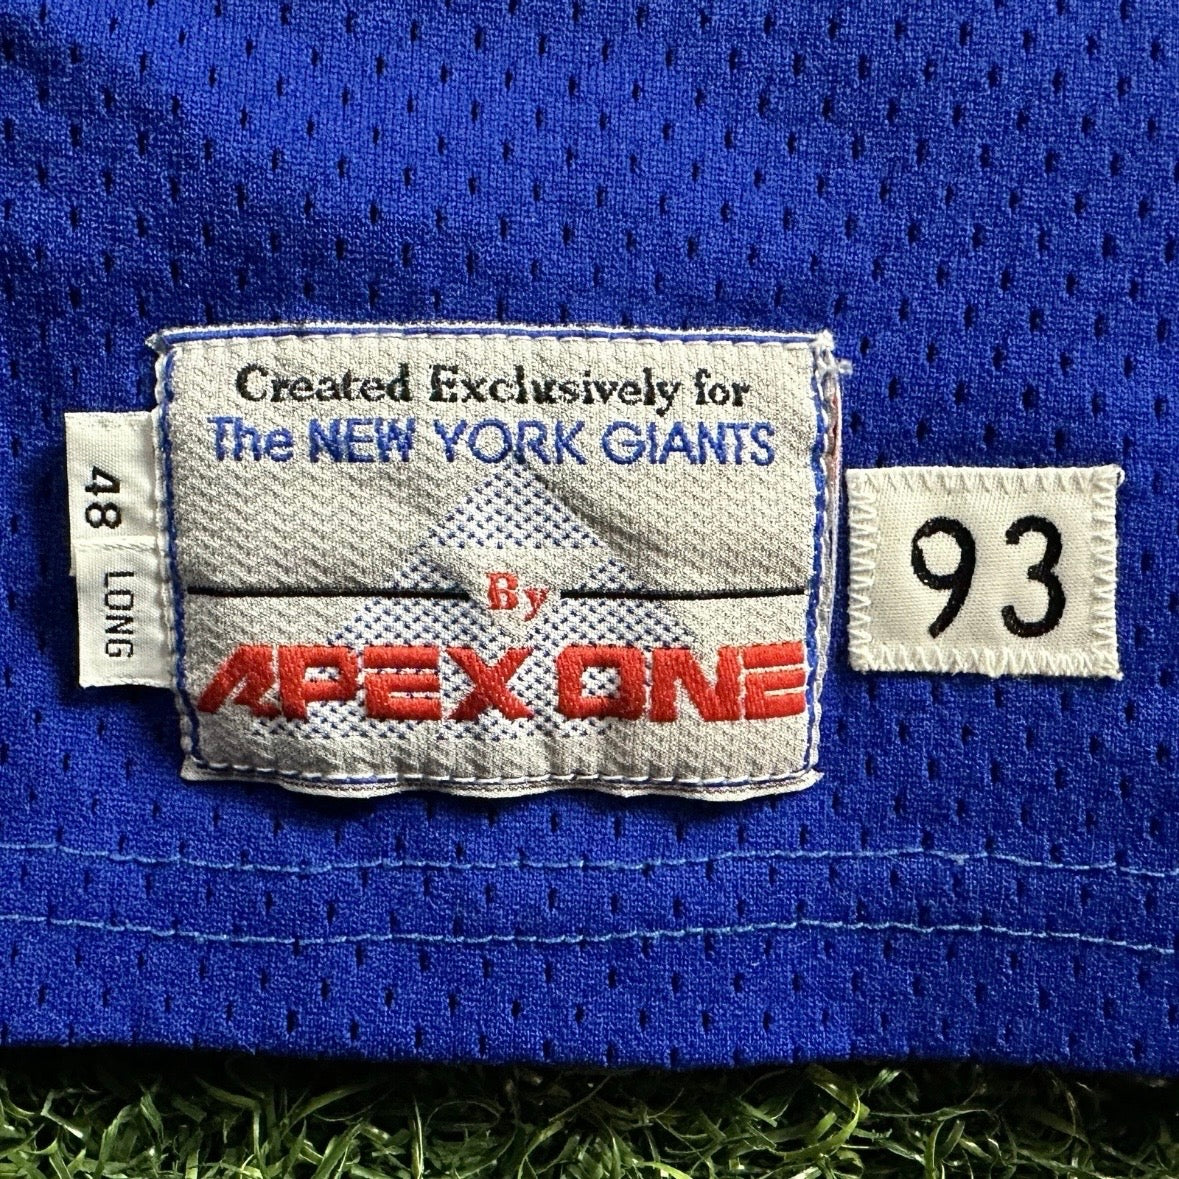 Created Exclusively for
The NEW YORK GIANTS
By
APEX ONE
48
LONG
93